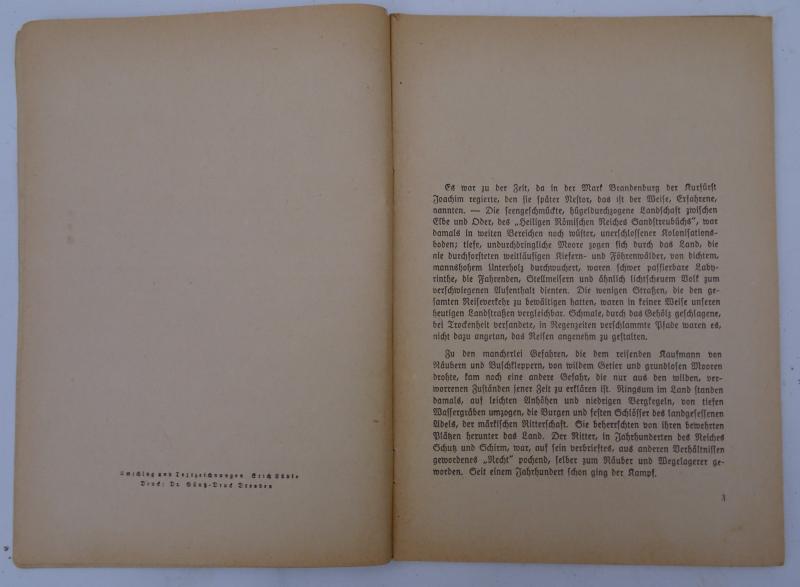 Umschlag und Textzeichnungen Erich
Druck: Dr. Güntz-Druck Dresden
Es war zu der Zeit, da in der Mark Brandenburg der Kurfürst
Joachim regierte, den sie später Nestor, das ist der Weise, Erfahrene,
nannten. — Die seengeschmückte, hügeldurchzogene Landschaft zwischen
Elbe und Oder, des „Heiligen Römischen Reiches Sandstreubüchs“, war
damals in weiten Bereichen noch wüster, unerschlossener Kolonisations-
boden; tiefe, undurchdringliche Moore zogen sich durch das Land, die
nie durchforsteten weitläufigen Kiefern- und Föhrenwälder, von dichtem,
mannshohem Unterholz durchwuchert, waren schwer passierbare Laby-
rinthe, die Fahrenden, Stellmeisern und ähnlich lichtscheuem Volk zum
verschwiegenen Aufenthalt dienten. Die wenigen Straßen, die den ge-
samten Reiseverkehr zu bewältigen hatten, waren in keiner Weise unseren
heutigen Landstraßen vergleichbar. Schmale, durch das Gehölz geschlagene,
bei Trockenheit versandete, in Regenzeiten verschlammte Pfade waren es,
nicht dazu angetan, das Reisen angenehm zu gestalten.
Zu den mancherlei Gefahren, die dem reisenden Kaufmann von
Räubern und Buschkleppern, von wildem Getier und grundlosen Mooren
drohte, kam noch eine andere Gefahr, die nur aus den wilden, ver-
worrenen Zuständen jener Zeit zu erklären ist. Ringsum im Land standen
damals, auf leichten Anhöhen und niedrigen Bergkegeln, von tiefen
Wassergräben umzogen, die Burgen und festen Schlösser des landgesessenen
Adels, der märkischen Ritterschaft. Sie beherrschten von ihren bewehrten
Plätzen herunter das Land. Der Ritter, in Jahrhunderten des Reiches
Schutz und Schirm, war, auf sein verbrieftes, aus anderen Verhältnissen
gewordenes „Recht“ pochend, selber zum Räuber und Wegelagerer ge-
worden. Seit einem Jahrhundert schon ging der Kampf.
3